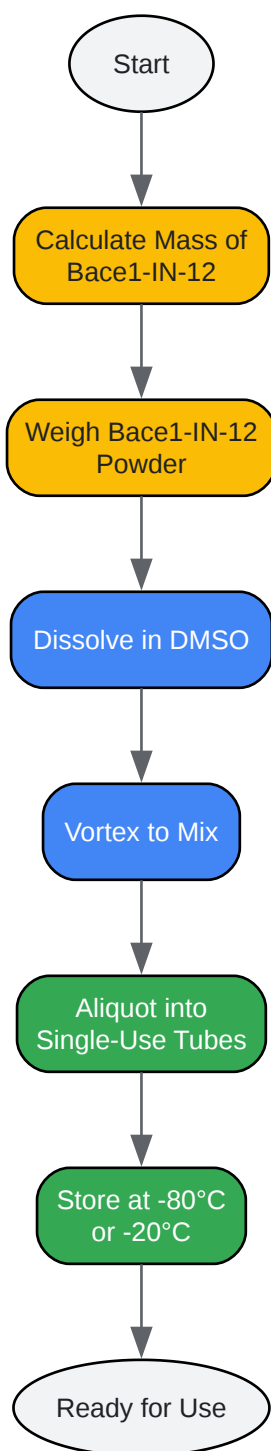 Start
Calculate Mass of
Bace1-IN-12
Weigh Bace1-IN-12
Powder
Dissolve in DMSO
Vortex to Mix
Aliquot into
Single-Use Tubes
Store at -80°C
or -20°C
Ready for Use